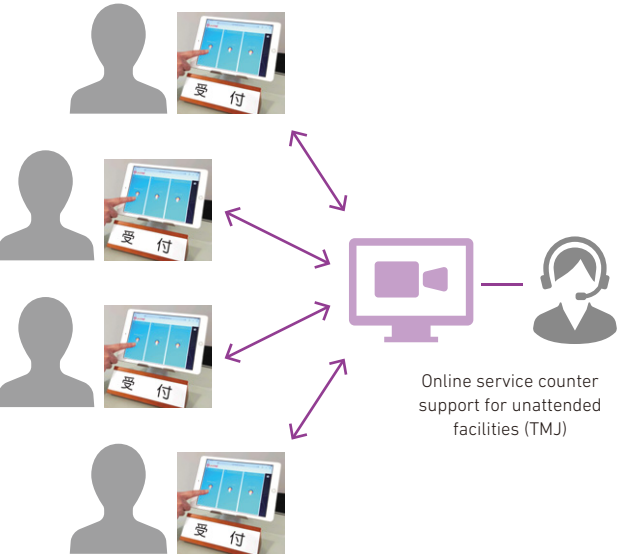 受 付
受 付
受 付
受 付
Online service counter
support for unattended
facilities (TMJ)